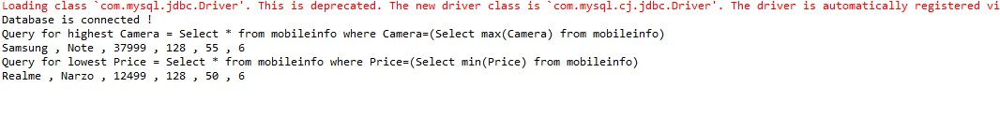 Loading class `com.mysql.jdbc.Driver'. This is deprecated. The new driver class is `com.mysql.cj.jdbc.Driver'. The driver is automatically registered vi
Database is connected !
Query for highest Camera = Select * from mobileinfo where Camera=(Select max(Camera) from mobileinfo)
Samsung , Note , 37999 , 128 , 55 , 6
Query for lowest Price = Select * from mobileinfo where Price=(Select min(Price) from mobileinfo)
Realme , Narzo , 12499 , 128 , 50 , 6